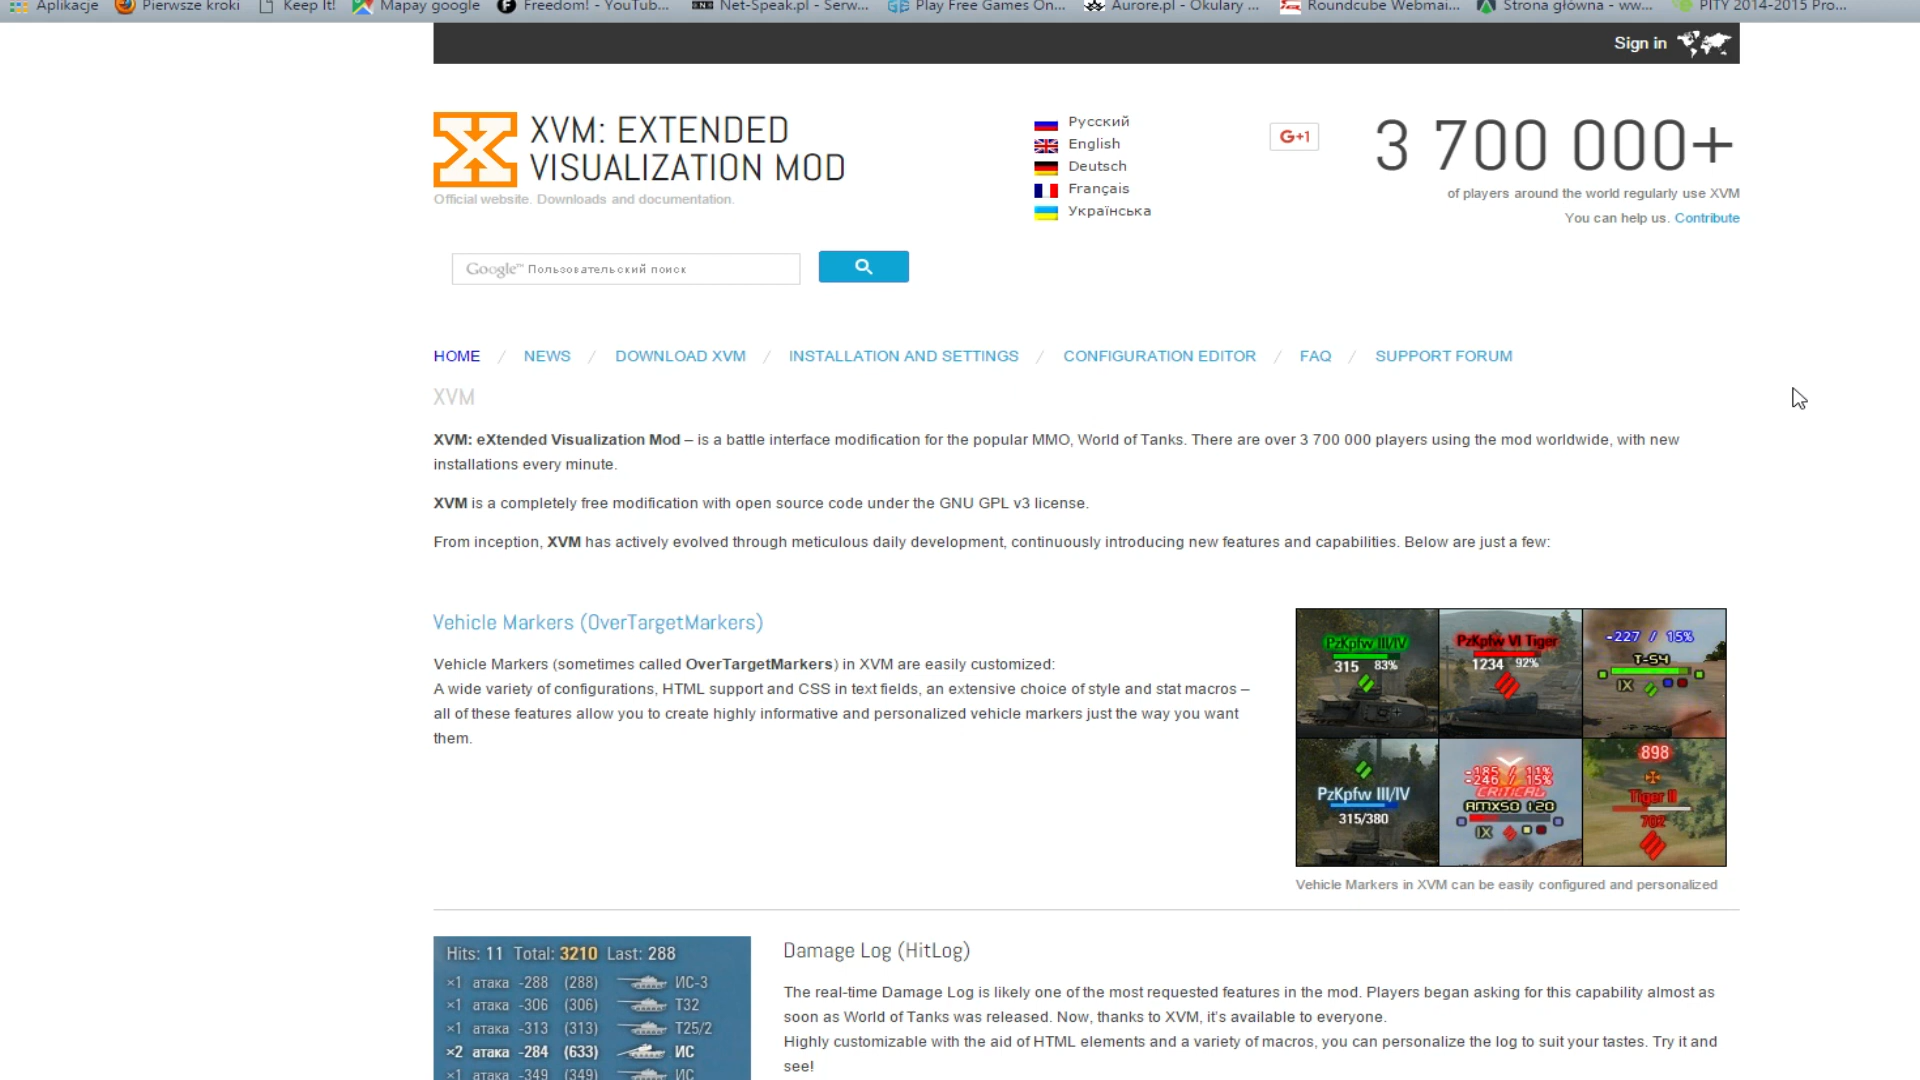 Aplikacje Pierwsze kroki Keep It! Mapay google Freedom! - YouTub... Net-Speak.pl - Serw... Play Free Games On... Aurore.pl - Okulary ... Roundcube Webmai... Strona główna - ww... PITY 2014-2015 Pro...
Sign in
XVM: EXTENDED
VISUALIZATION MOD
Official website. Downloads and documentation.
Русский
English
Deutsch
Français
Українська
G+1
3 700 000+
of players around the world regularly use XVM
You can help us. Contribute
Google™ Пользовательский поиск
HOME / NEWS / DOWNLOAD XVM / INSTALLATION AND SETTINGS / CONFIGURATION EDITOR / FAQ / SUPPORT FORUM
XVM
XVM: eXtended Visualization Mod – is a battle interface modification for the popular MMO, World of Tanks. There are over 3 700 000 players using the mod worldwide, with new
installations every minute.
XVM is a completely free modification with open source code under the GNU GPL v3 license.
From inception, XVM has actively evolved through meticulous daily development, continuously introducing new features and capabilities. Below are just a few:
Vehicle Markers (OverTargetMarkers)
Vehicle Markers (sometimes called OverTargetMarkers) in XVM are easily customized:
A wide variety of configurations, HTML support and CSS in text fields, an extensive choice of style and stat macros –
all of these features allow you to create highly informative and personalized vehicle markers just the way you want
them.
PzKpfw III/IV
315 83%
PzKpfw VI Tiger
1234 92%
-227 / 15%
T-54
IX
PzKpfw III/IV
315/380
-185 / 11%
-246 / 15%
CRITICAL
AMX50 120
IX
898
Tiger II
702
Vehicle Markers in XVM can be easily configured and personalized
Hits: 11 Total: 3210 Last: 288
×1 атака -288 (288) ИС-3
×1 атака -306 (306) T32
×1 атака -313 (313) T25/2
×2 атака -284 (633) ИС
×1 атака -349 (349) ИС
Damage Log (HitLog)
The real-time Damage Log is likely one of the most requested features in the mod. Players began asking for this capability almost as
soon as World of Tanks was released. Now, thanks to XVM, it's available to everyone.
Highly customizable with the aid of HTML elements and a variety of macros, you can personalize the log to suit your tastes. Try it and
see!